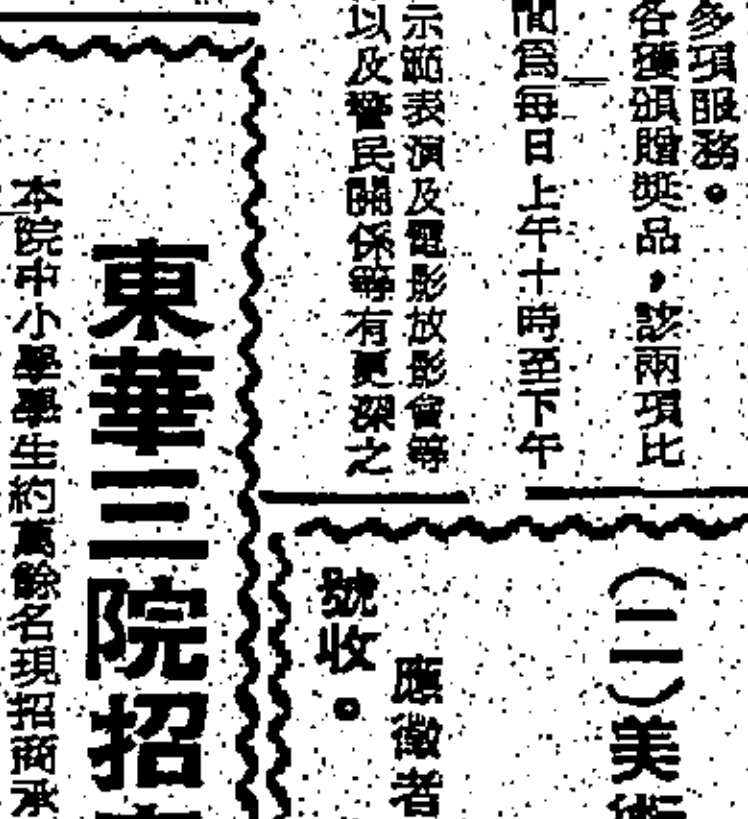 多項服務。
各獲頒贈獎品，該兩項比
間爲每日上午十時至下午
示範表演及電影放影會等
以及警民關係等有更深之
(二)美術
應徵者
號收。
東華三院招
本院中小學學生約萬餘名現招商承